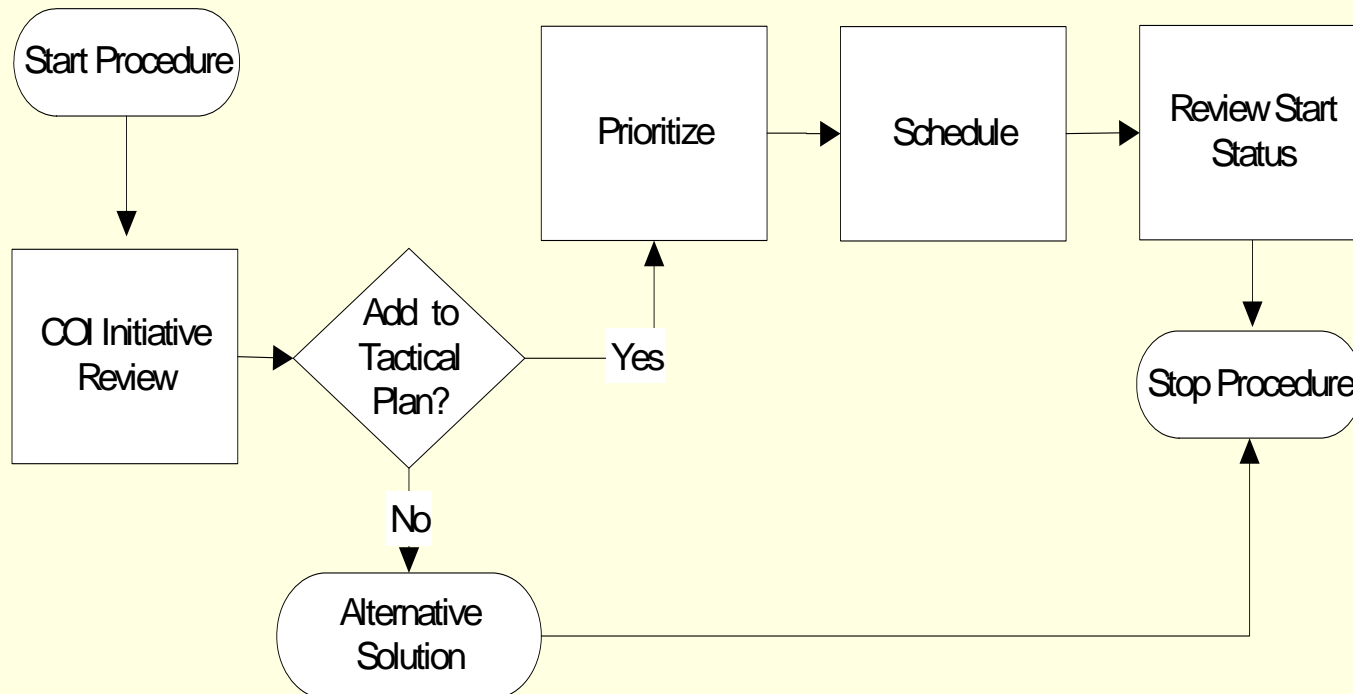 Start Procedure
COI Initiative
Review
Add to
Tactical
Plan?
Yes
No
Prioritize
Schedule
Review Start
Status
Stop Procedure
Alternative
Solution